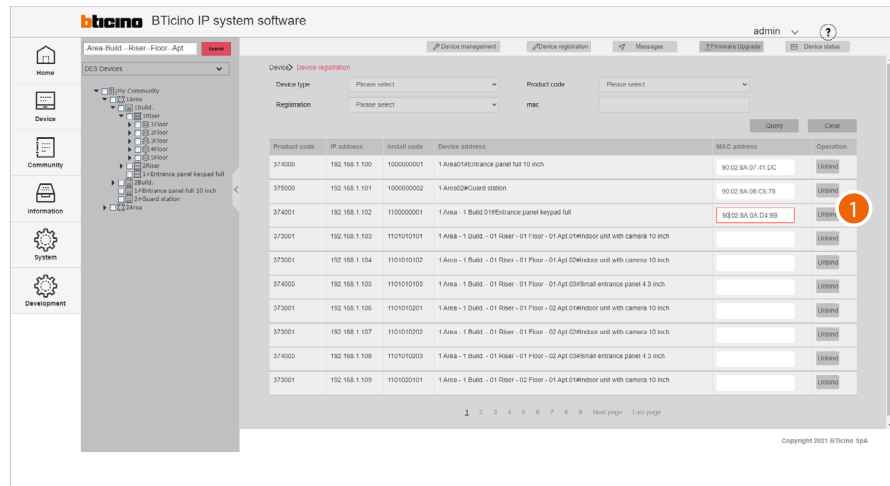 bticino BTicino IP system software
admin
?
Area-Build.-Riser-Floor-Apt Search
Device management Device registration Messages Firmware Upgrade Device status
Home
Device
Community
Information
System
Development
DES Devices
My Community
1Area
1Build.
1Riser
1Floor
2Floor
3Floor
4Floor
5Floor
2Riser
1#Entrance panel keypad full
2Build.
1#Entrance panel full 10 inch
2#Guard station
2Area
Device> Device registration
Device type Please select Product code Please select
Registration Please select mac
Query Clear
Product code IP address Install code Device address MAC address Operation
374000 192.168.1.100 1000000001 1 Area01#Entrance panel full 10 inch 90:02:8A:07:41:DC Unbind
375000 192.168.1.101 1000000002 1 Area02#Guard station 90:02:8A:08:C6:78 Unbind
374001 192.168.1.102 1100000001 1 Area - 1 Build.01#Entrance panel keypad full 90:02:8A:0A:D4:9B Unbind
1
373001 192.168.1.103 1101010101 1 Area - 1 Build. - 01 Riser - 01 Floor - 01 Apt.01#Indoor unit with camera 10 inch Unbind
373001 192.168.1.104 1101010102 1 Area - 1 Build. - 01 Riser - 01 Floor - 01 Apt.02#Indoor unit with camera 10 inch Unbind
374005 192.168.1.105 1101010103 1 Area - 1 Build. - 01 Riser - 01 Floor - 01 Apt.03#Small entrance panel 4.3 inch Unbind
373001 192.168.1.106 1101010201 1 Area - 1 Build. - 01 Riser - 01 Floor - 02 Apt.01#Indoor unit with camera 10 inch Unbind
373001 192.168.1.107 1101010202 1 Area - 1 Build. - 01 Riser - 01 Floor - 02 Apt.02#Indoor unit with camera 10 inch Unbind
374005 192.168.1.108 1101010203 1 Area - 1 Build. - 01 Riser - 01 Floor - 02 Apt.03#Small entrance panel 4.3 inch Unbind
373001 192.168.1.109 1101020101 1 Area - 1 Build. - 01 Riser - 02 Floor - 01 Apt.01#Indoor unit with camera 10 inch Unbind
1 2 3 4 5 6 7 8 9 Next page Last page
Copyright 2021 BTicino SpA